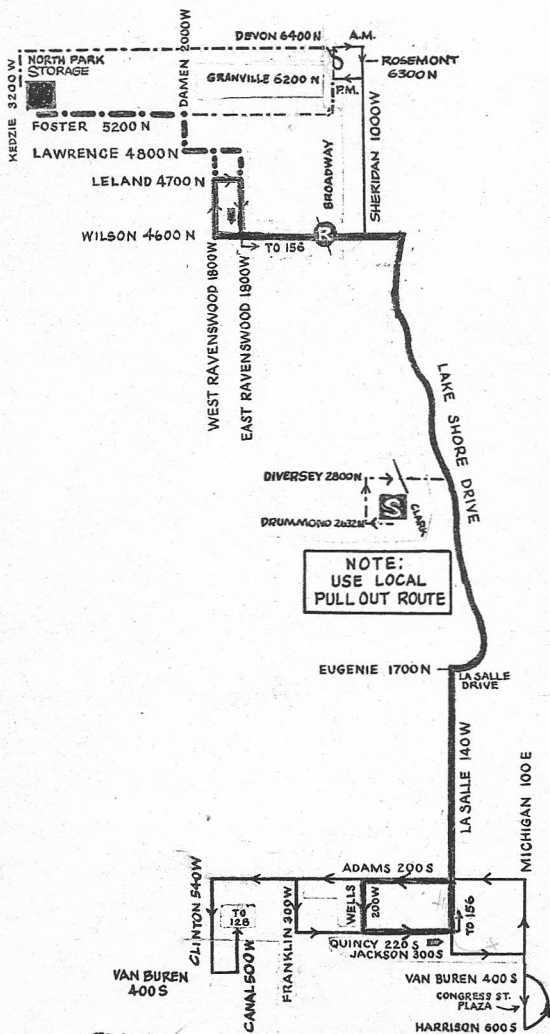 DEVON 6400 N
A.M.
NORTH PARK
STORAGE
KEDZIE 3200 W
DAMEN 2000W
GRANVILLE 6200 N
ROSEMONT
6300 N
P.M.
FOSTER 5200 N
LAWRENCE 4800 N
LELAND 4700 N
BROADWAY
SHERIDAN 1000W
WILSON 4600 N
R
TO 156
WEST RAVENSWOOD 1800W
EAST RAVENSWOOD 1800W
LAKE SHORE DRIVE
DIVERSEY 2800N
S
CLARK
DRUMMOND 2632N
NOTE:
USE LOCAL
PULL OUT ROUTE
EUGENIE 1700 N
LA SALLE
DRIVE
LA SALLE 140W
MICHIGAN 100 E
ADAMS 200 S
CLINTON 540W
TO
128
CANAL 500W
FRANKLIN 300W
WELLS
200W
TO 156
QUINCY 220 S
JACKSON 300 S
VAN BUREN
400 S
VAN BUREN 400 S
CONGRESS ST.
PLAZA
HARRISON 600 S